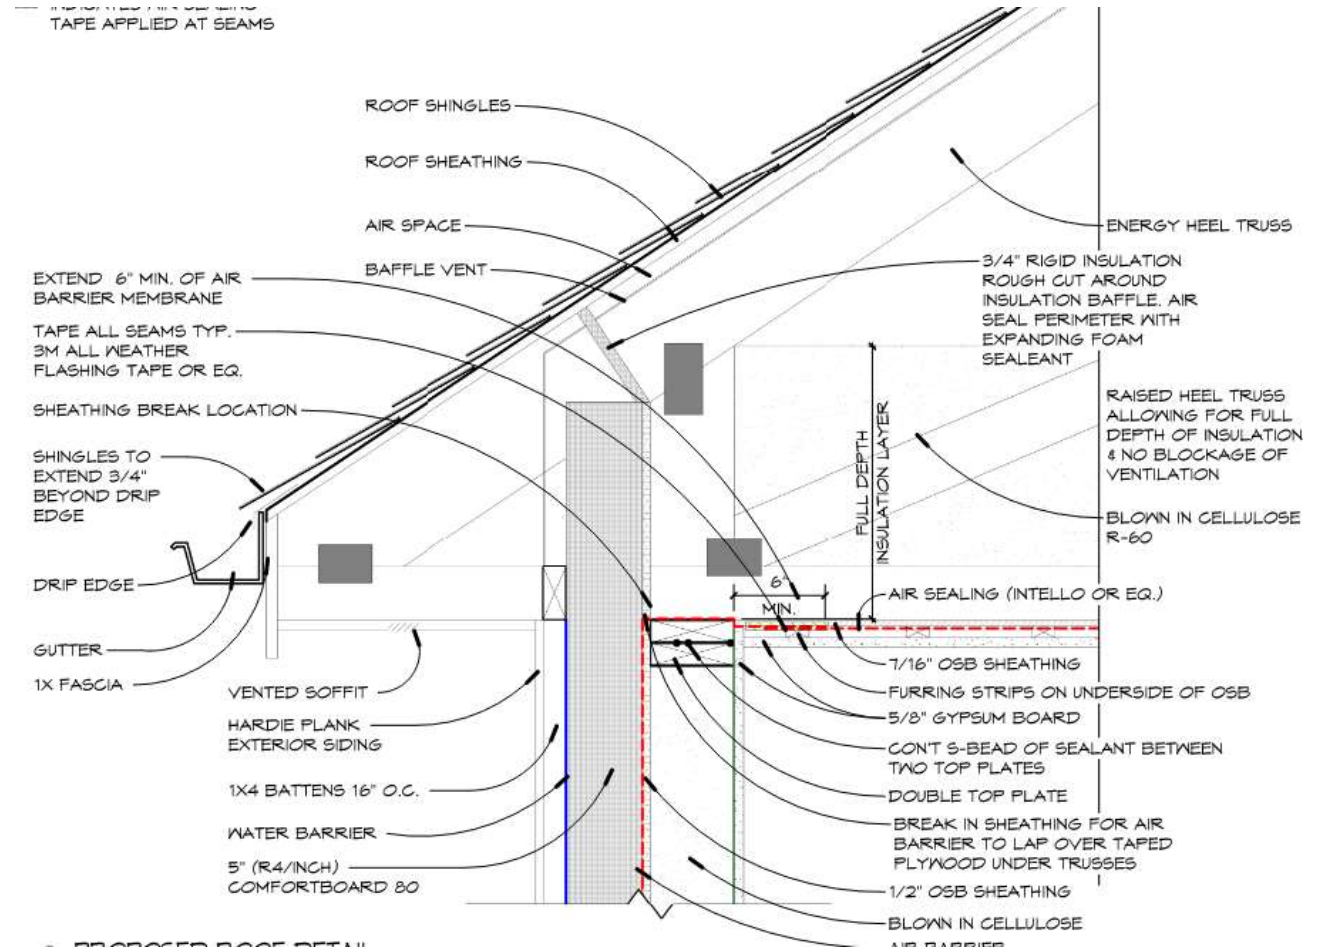 INDICATES AIR SEALING
TAPE APPLIED AT SEAMS
ROOF SHINGLES
ROOF SHEATHING
AIR SPACE
BAFFLE VENT
EXTEND 6" MIN. OF AIR
BARRIER MEMBRANE
TAPE ALL SEAMS TYP.
3M ALL WEATHER
FLASHING TAPE OR EQ.
SHEATHING BREAK LOCATION
SHINGLES TO
EXTEND 3/4"
BEYOND DRIP
EDGE
DRIP EDGE
GUTTER
1X FASCIA
VENTED SOFFIT
HARDIE PLANK
EXTERIOR SIDING
1X4 BATTENS 16" O.C.
WATER BARRIER
5" (R4/INCH)
COMFORTBOARD 80
ENERGY HEEL TRUSS
3/4" RIGID INSULATION
ROUGH CUT AROUND
INSULATION BAFFLE. AIR
SEAL PERIMETER WITH
EXPANDING FOAM
SEALEANT
RAISED HEEL TRUSS
ALLOWING FOR FULL
DEPTH OF INSULATION
& NO BLOCKAGE OF
VENTILATION
FULL DEPTH
INSULATION LAYER
BLOWN IN CELLULOSE
R-60
6"
MIN.
AIR SEALING (INTELLO OR EQ.)
7/16" OSB SHEATHING
FURRING STRIPS ON UNDERSIDE OF OSB
5/8" GYPSUM BOARD
CON'T S-BEAD OF SEALANT BETWEEN
TWO TOP PLATES
DOUBLE TOP PLATE
BREAK IN SHEATHING FOR AIR
BARRIER TO LAP OVER TAPED
PLYWOOD UNDER TRUSSES
1/2" OSB SHEATHING
BLOWN IN CELLULOSE
AIR BARRIER
PROPOSED ROOF DETAIL